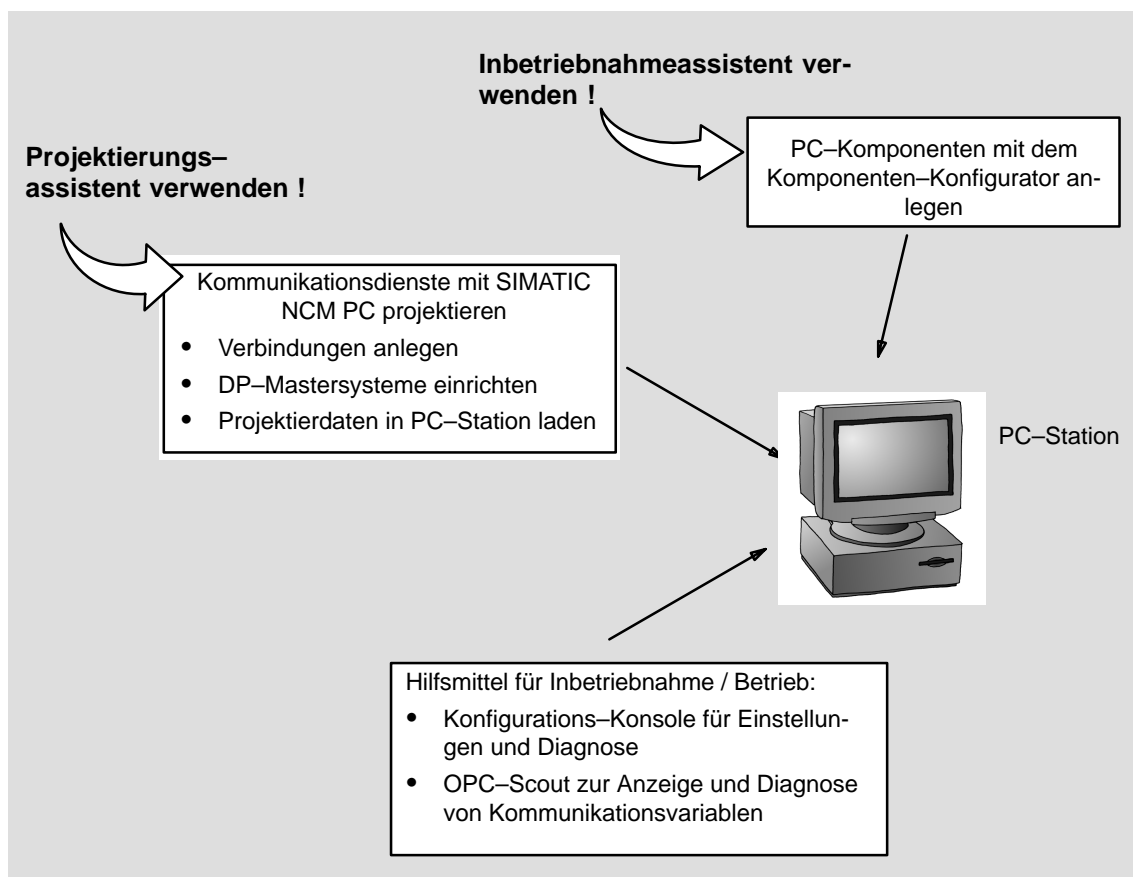 Inbetriebnahmeassistent ver-
wenden !
Projektierungs–
assistent verwenden !
PC–Komponenten mit dem
Komponenten–Konfigurator an-
legen
Kommunikationsdienste mit SIMATIC
NCM PC projektieren
• Verbindungen anlegen
• DP–Mastersysteme einrichten
• Projektierdaten in PC–Station laden
PC–Station
Hilfsmittel für Inbetriebnahme / Betrieb:
• Konfigurations–Konsole für Einstellun-
gen und Diagnose
• OPC–Scout zur Anzeige und Diagnose
von Kommunikationsvariablen